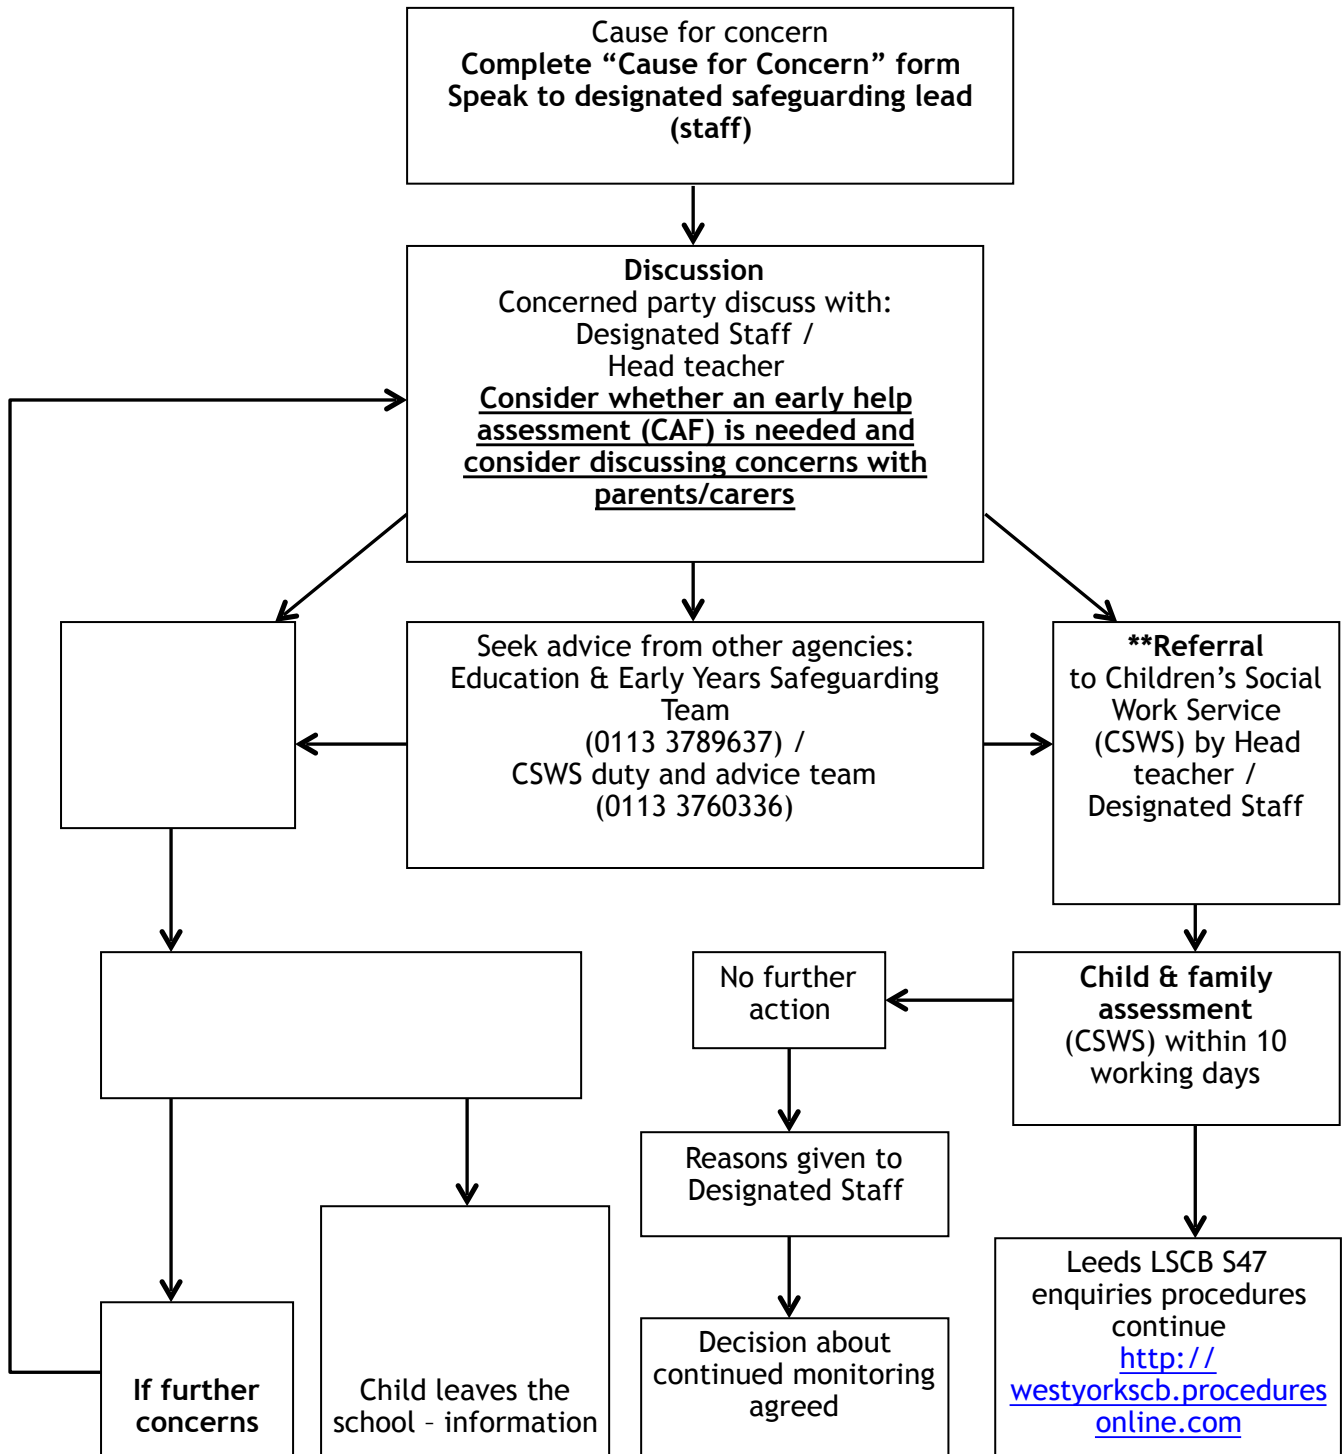 Cause for concern
Complete “Cause for Concern” form
Speak to designated safeguarding lead
(staff)
Discussion
Concerned party discuss with:
Designated Staff /
Head teacher
Consider whether an early help
assessment (CAF) is needed and
consider discussing concerns with
parents/carers
Seek advice from other agencies:
Education & Early Years Safeguarding
Team
(0113 3789637) /
CSWS duty and advice team
(0113 3760336)
**Referral
to Children’s Social
Work Service
(CSWS) by Head
teacher /
Designated Staff
No further
action
Child & family
assessment
(CSWS) within 10
working days
Reasons given to
Designated Staff
If further
concerns
Child leaves the
school - information
Decision about
continued monitoring
agreed
Leeds LSCB S47
enquiries procedures
continue
http://
westyorkscb.procedures
online.com